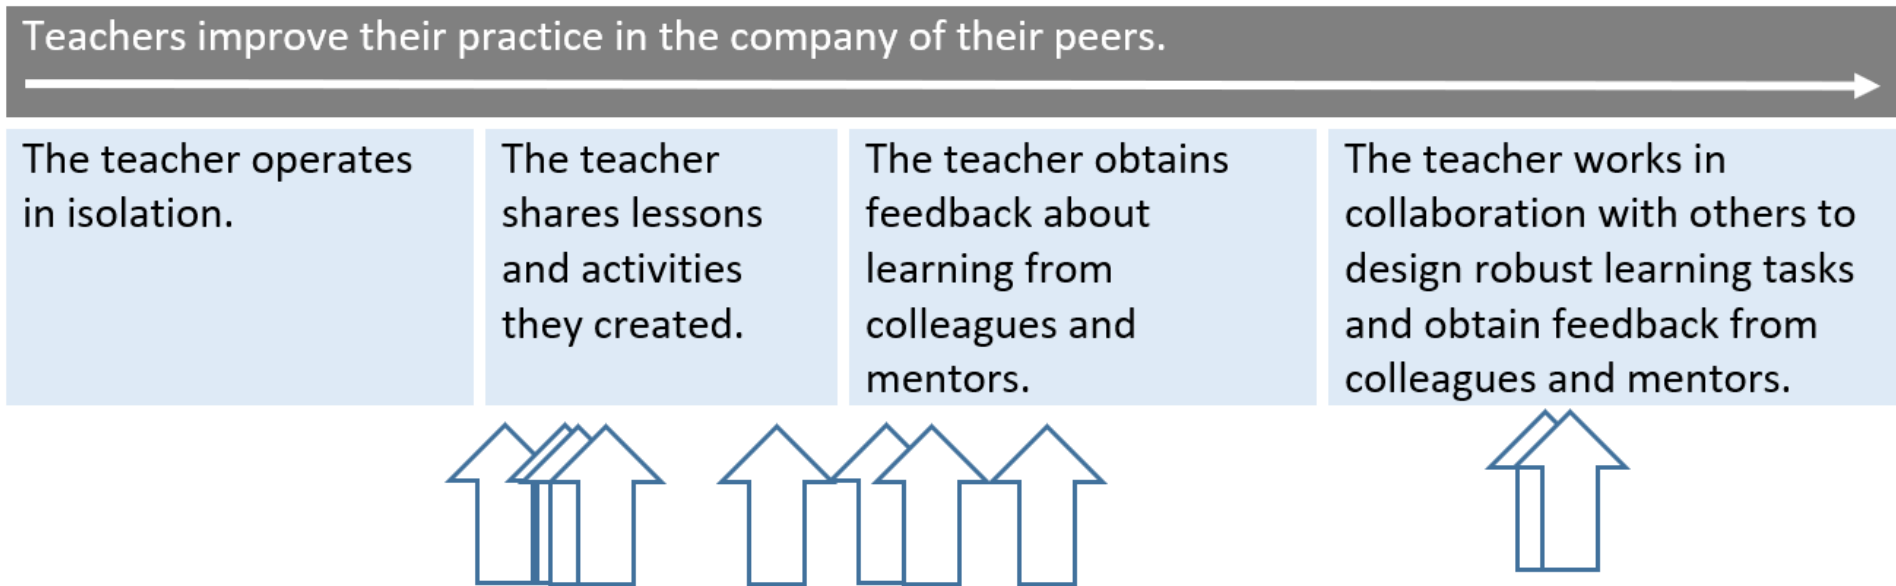 Teachers improve their practice in the company of their peers.
The teacher operates
in isolation.
The teacher
shares lessons
and activities
they created.
The teacher obtains
feedback about
learning from
colleagues and
mentors.
The teacher works in
collaboration with others to
design robust learning tasks
and obtain feedback from
colleagues and mentors.